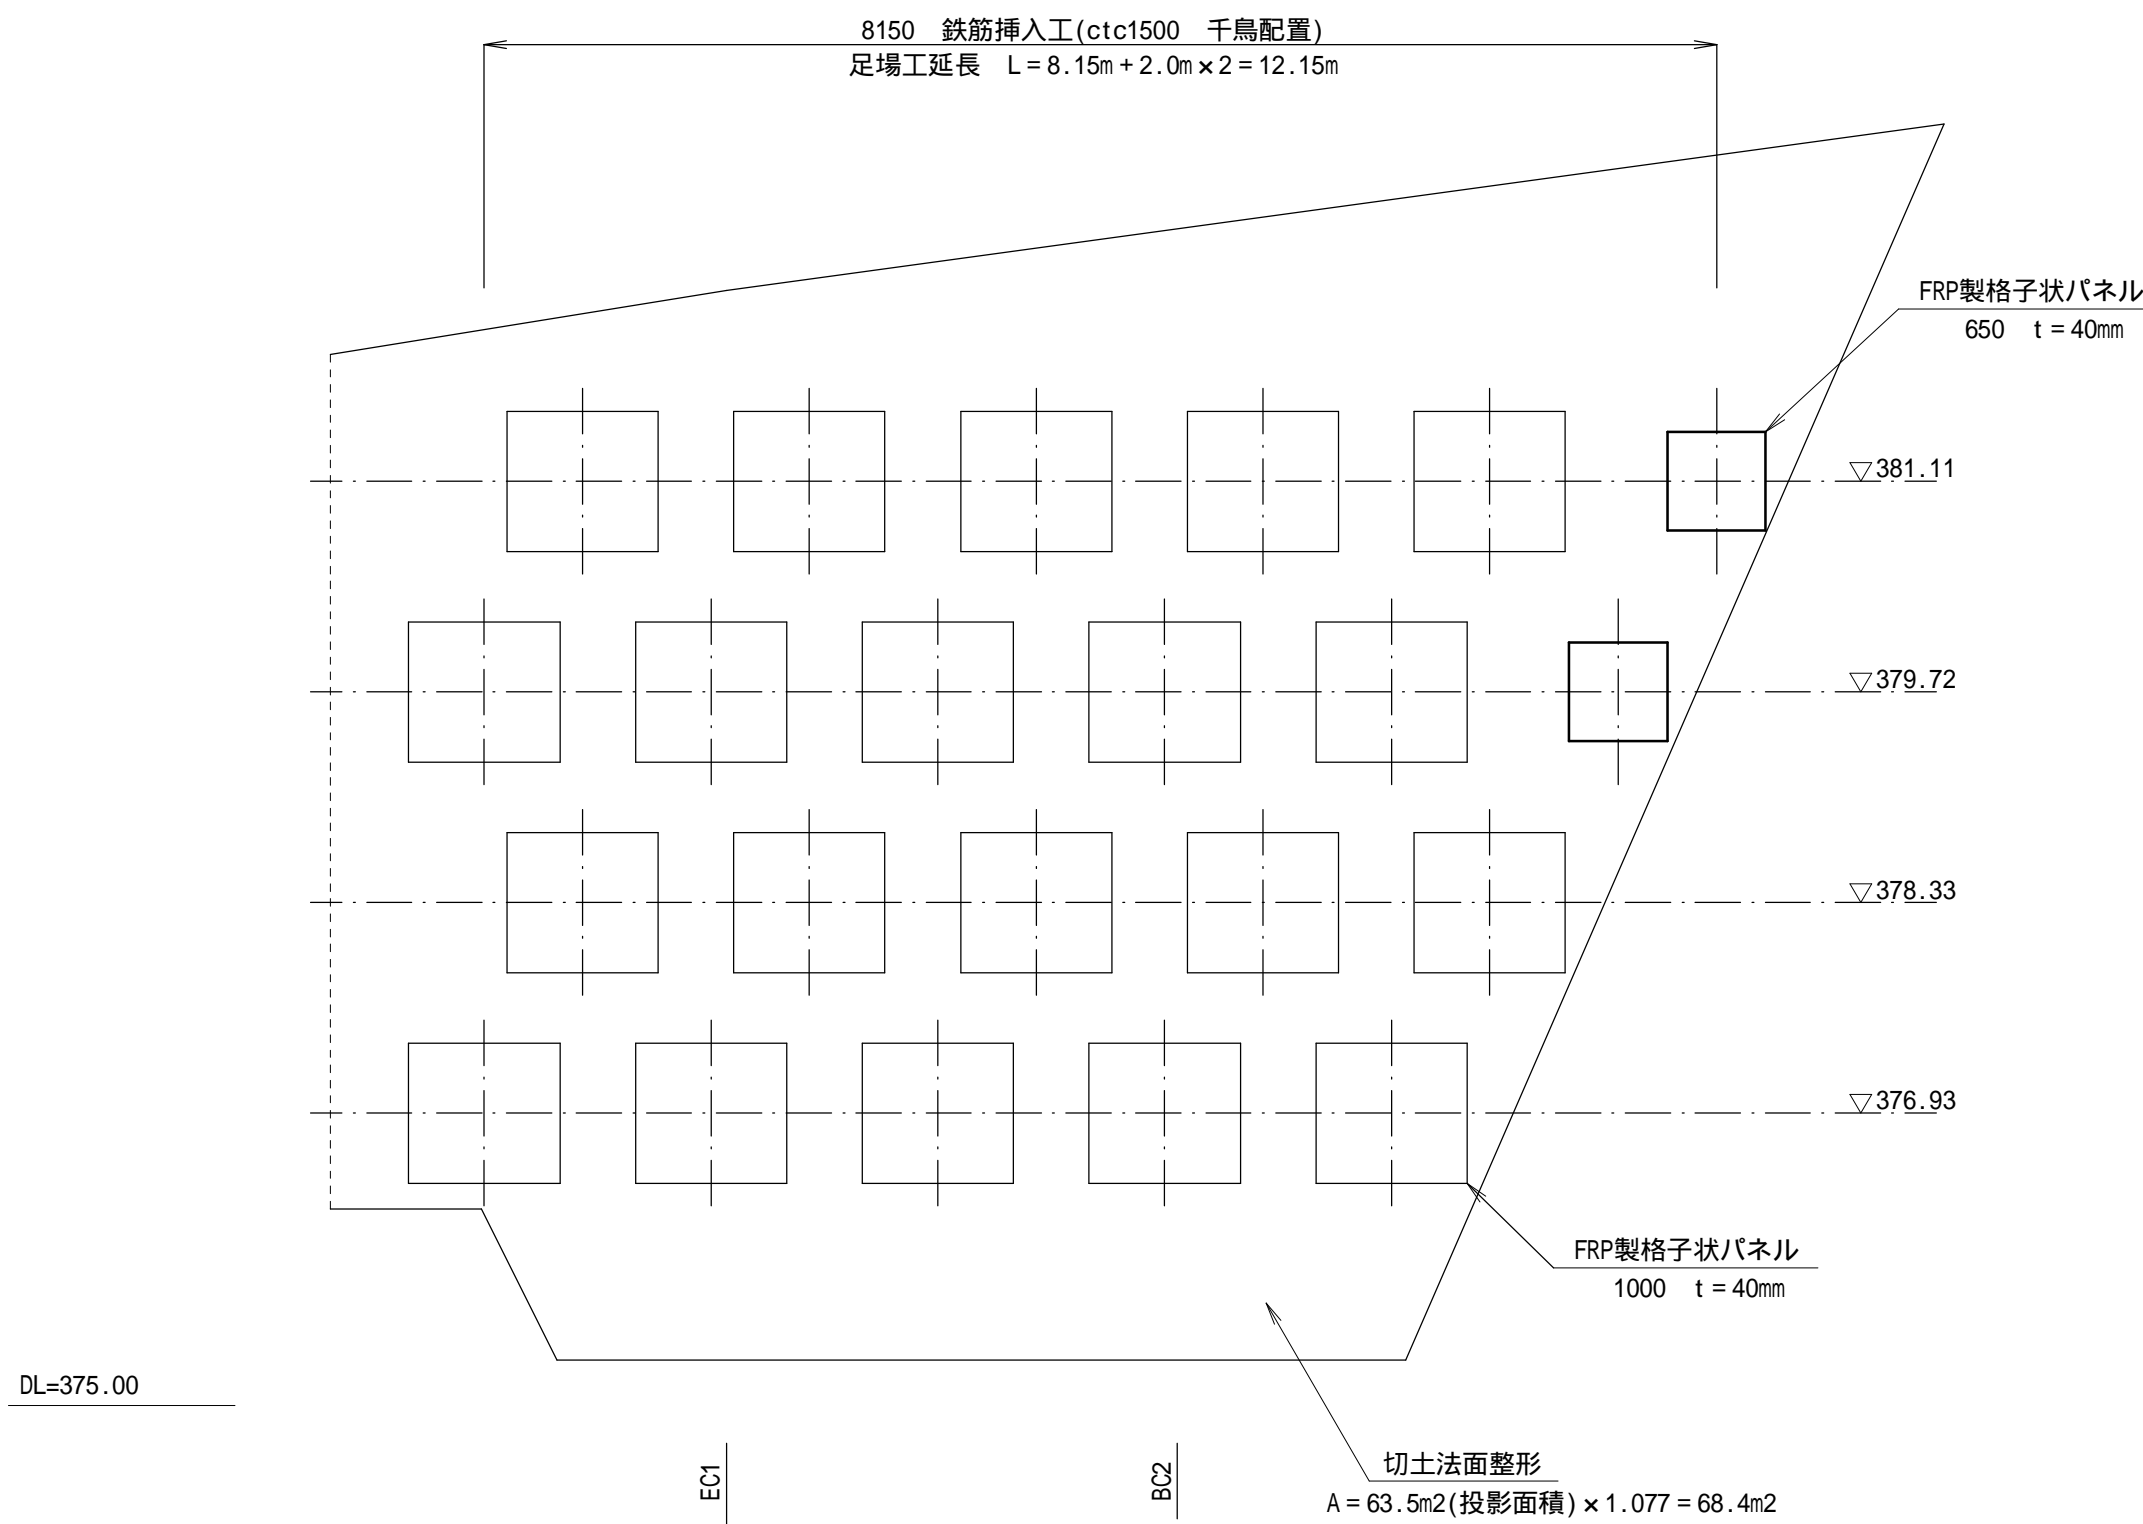 8150　鉄筋挿入工(ctc1500　千鳥配置)
足場工延長　L=8.15m+2.0m×2=12.15m
FRP製格子状パネル
650　t=40mm
▽381.11
▽379.72
▽378.33
▽376.93
FRP製格子状パネル
1000　t=40mm
DL=375.00
EC1
BC2
切土法面整形
A=63.5m2(投影面積)×1.077=68.4m2